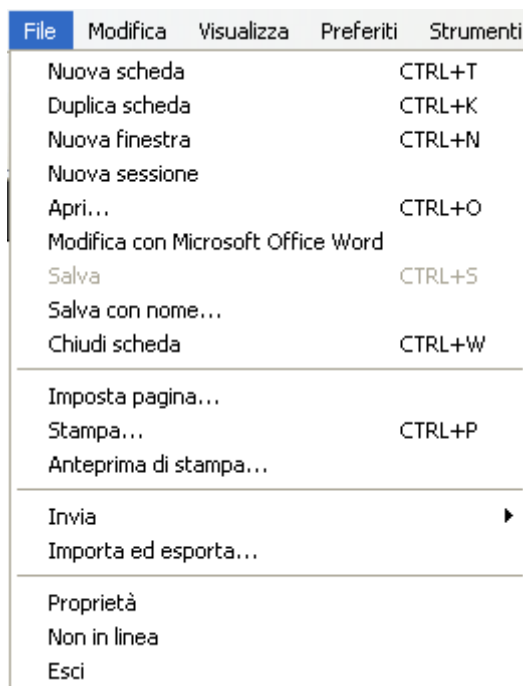 File Modifica Visualizza Preferiti Strumenti
Nuova scheda CTRL+T
Duplica scheda CTRL+K
Nuova finestra CTRL+N
Nuova sessione
Apri... CTRL+O
Modifica con Microsoft Office Word
Salva CTRL+S
Salva con nome...
Chiudi scheda CTRL+W
Imposta pagina...
Stampa... CTRL+P
Anteprima di stampa...
Invia
Importa ed esporta...
Proprietà
Non in linea
Esci